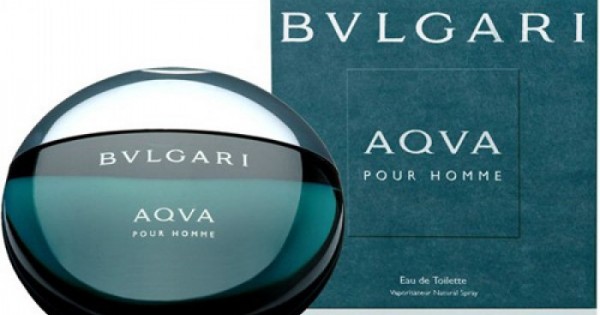 BVLGARI
AQVA
POUR HOMME
BVLGARI
AQVA
POUR HOMME
Eau de Toilette
Vaporisateur Natural Spray